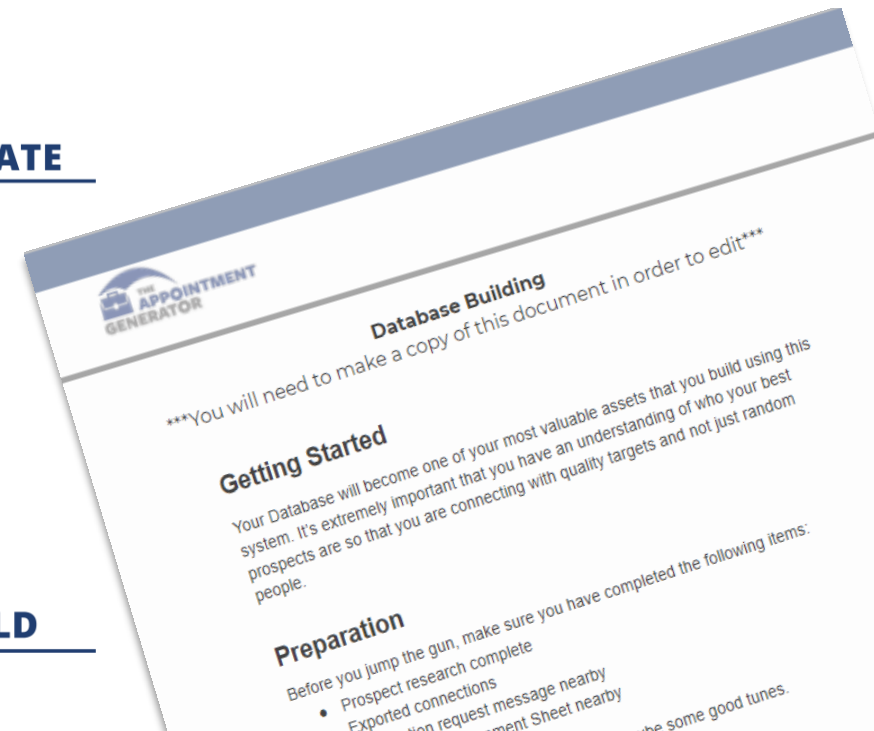 ATE
THE
APPOINTMENT
GENERATOR
Database Building
***You will need to make a copy of this document in order to edit***
Getting Started
Your Database will become one of your most valuable assets that you build using this
system. It's extremely important that you have an understanding of who your best
prospects are so that you are connecting with quality targets and not just random
people.
LD
Preparation
Before you jump the gun, make sure you have completed the following items:
● Prospect research complete
Exported connections
tion request message nearby
ment Sheet nearby
be some good tunes.